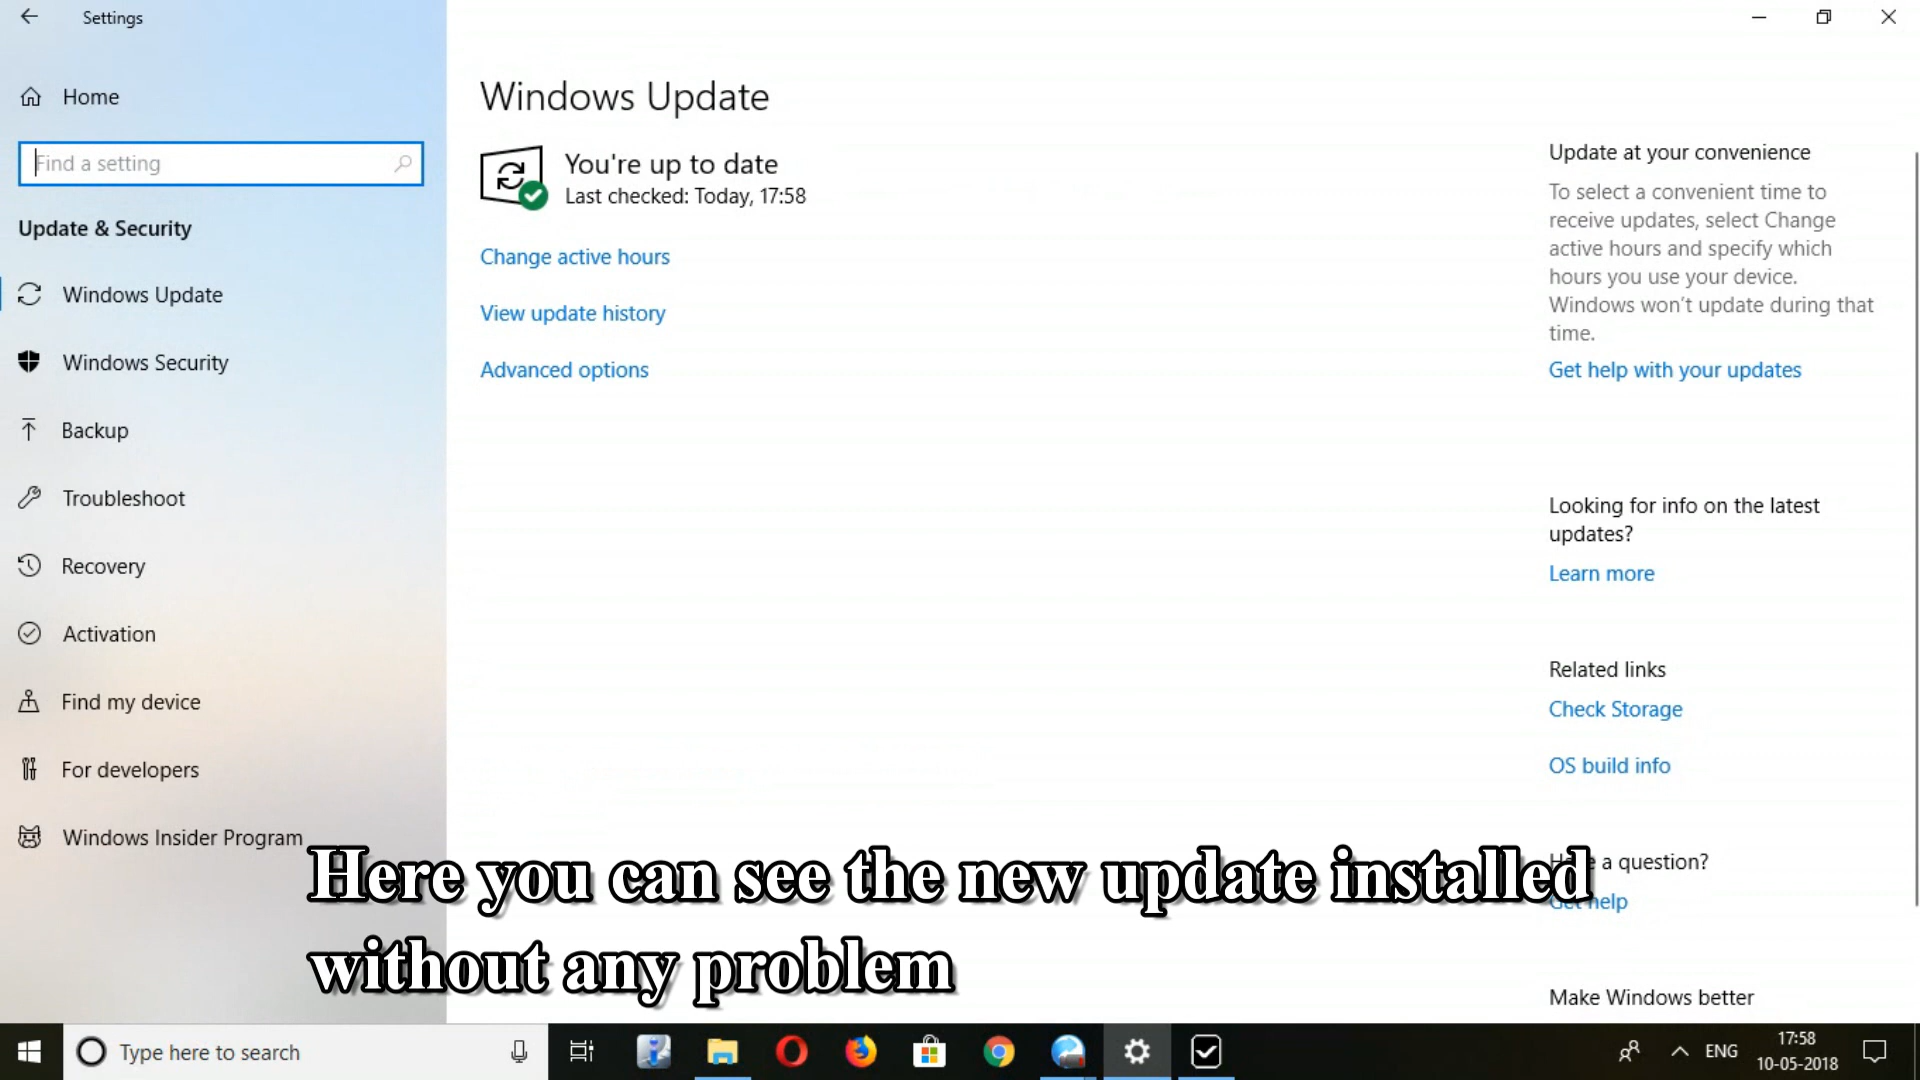 Settings
Home
Find a setting
Update & Security
Windows Update
Windows Security
Backup
Troubleshoot
Recovery
Activation
Find my device
For developers
Windows Insider Program
Windows Update
You're up to date
Last checked: Today, 17:58
Change active hours
View update history
Advanced options
Update at your convenience
To select a convenient time to
receive updates, select Change
active hours and specify which
hours you use your device.
Windows won't update during that
time.
Get help with your updates
Looking for info on the latest
updates?
Learn more
Related links
Check Storage
OS build info
a question?
help
Make Windows better
Here you can see the new update installed
without any problem
Type here to search
ENG
17:58
10-05-2018